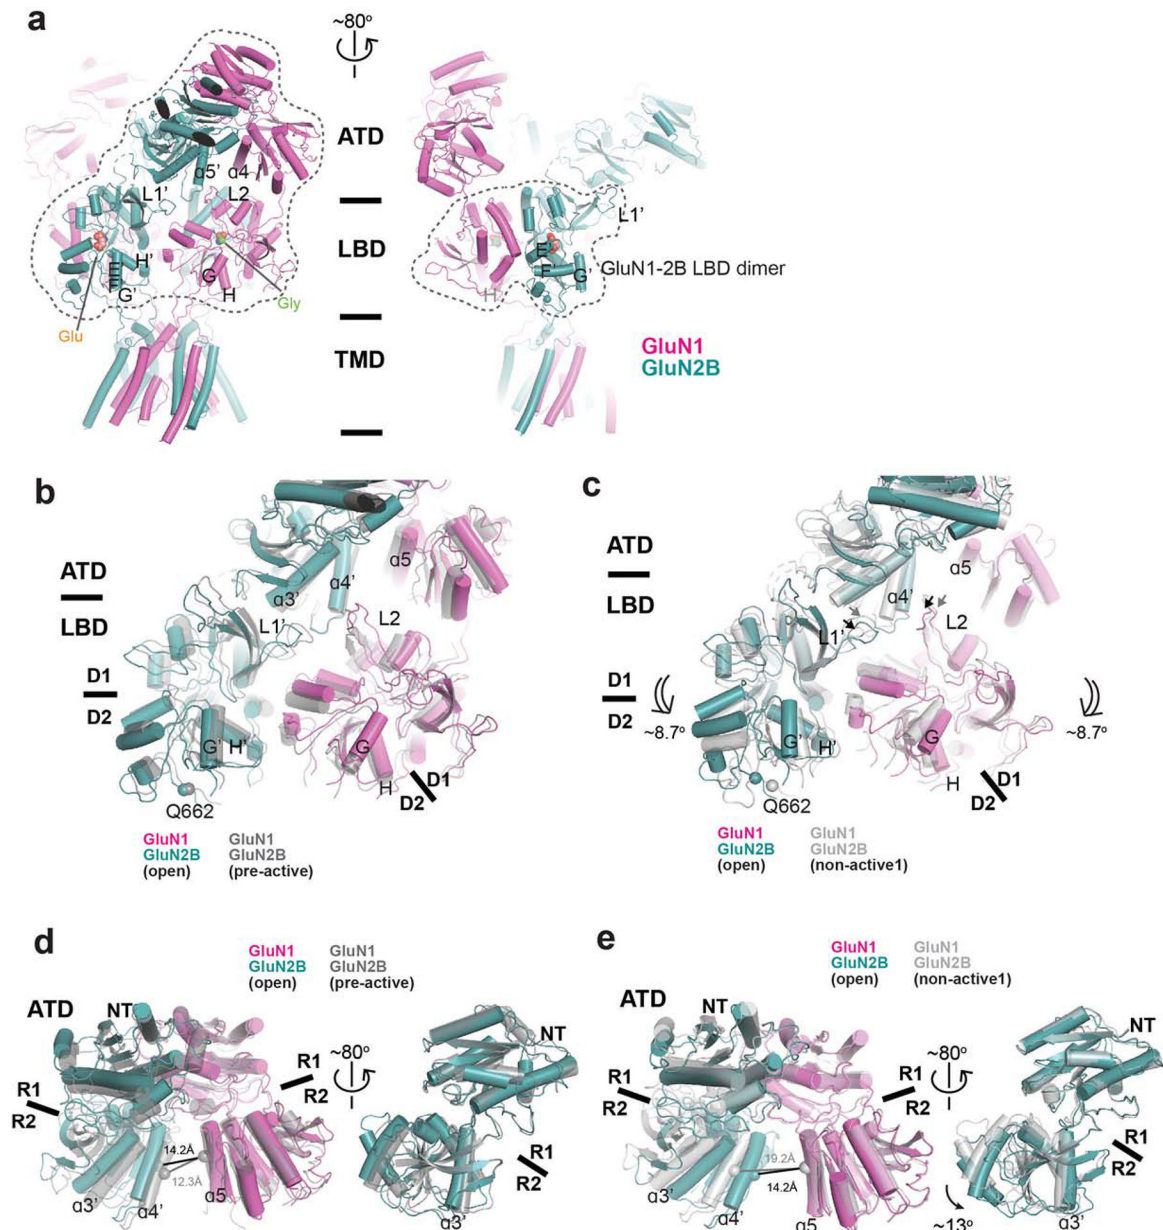 a
~80°
ATD
α5' α4
L1' L2
LBD
E'
H'
F'
G'
G
H
Glu
Gly
TMD
L1'
E'
F'
G'
H
GluN1-2B LBD dimer
GluN1
GluN2B
b
ATD
LBD
D1
D2
α5
α4'
α3'
L1'
L2
G' H'
G
H
D1
D2
Q662
GluN1 GluN1
GluN2B GluN2B
(open) (pre-active)
c
ATD
LBD
D1
D2
~8.7°
α5
α4'
L1'
L2
G'
H'
G
H
D1
D2
~8.7°
Q662
GluN1 GluN1
GluN2B GluN2B
(open) (non-active1)
d
GluN1 GluN1
GluN2B GluN2B
(open) (pre-active)
ATD
NT
R1
R2
R1
R2
14.2Å
12.3Å
α3'
α4'
α5
~80°
NT
R1
R2
α3'
e
GluN1 GluN1
GluN2B GluN2B
(open) (non-active1)
ATD
NT
R1
R2
R1
R2
19.2Å
14.2Å
α3'
α4'
α5
~80°
NT
R1
R2
~13°
α3'